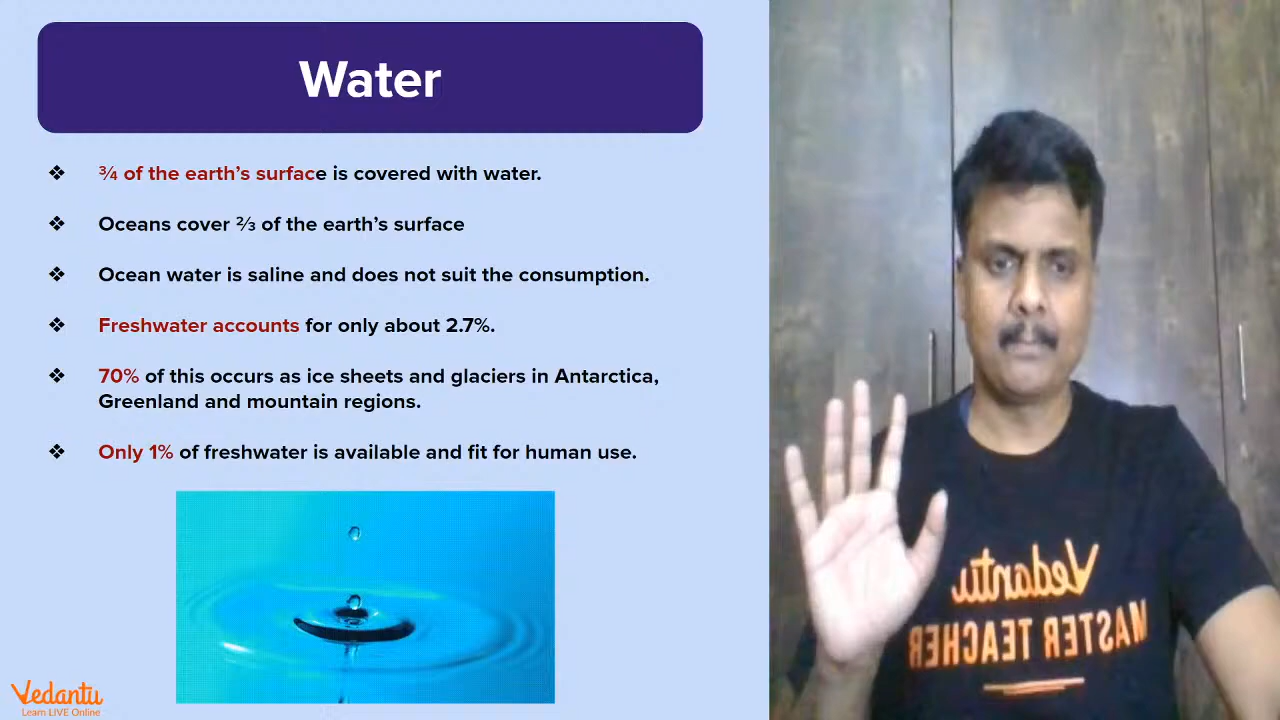 Water
❖ ¾ of the earth's surface is covered with water.
❖ Oceans cover ⅔ of the earth's surface
❖ Ocean water is saline and does not suit the consumption.
❖ Freshwater accounts for only about 2.7%.
❖ 70% of this occurs as ice sheets and glaciers in Antarctica,
Greenland and mountain regions.
❖ Only 1% of freshwater is available and fit for human use.
Vedantu
Learn LIVE Online
Vedantu
MASTER TEACHER